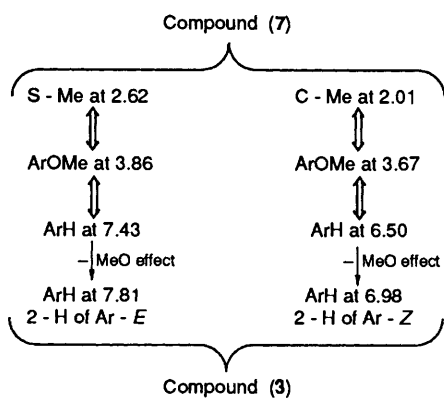 Compound (7)
S - Me at 2.62
C - Me at 2.01
ArOMe at 3.86
ArOMe at 3.67
ArH at 7.43
ArH at 6.50
– MeO effect
– MeO effect
ArH at 7.81
ArH at 6.98
2 - H of Ar - E
2 - H of Ar - Z
Compound (3)